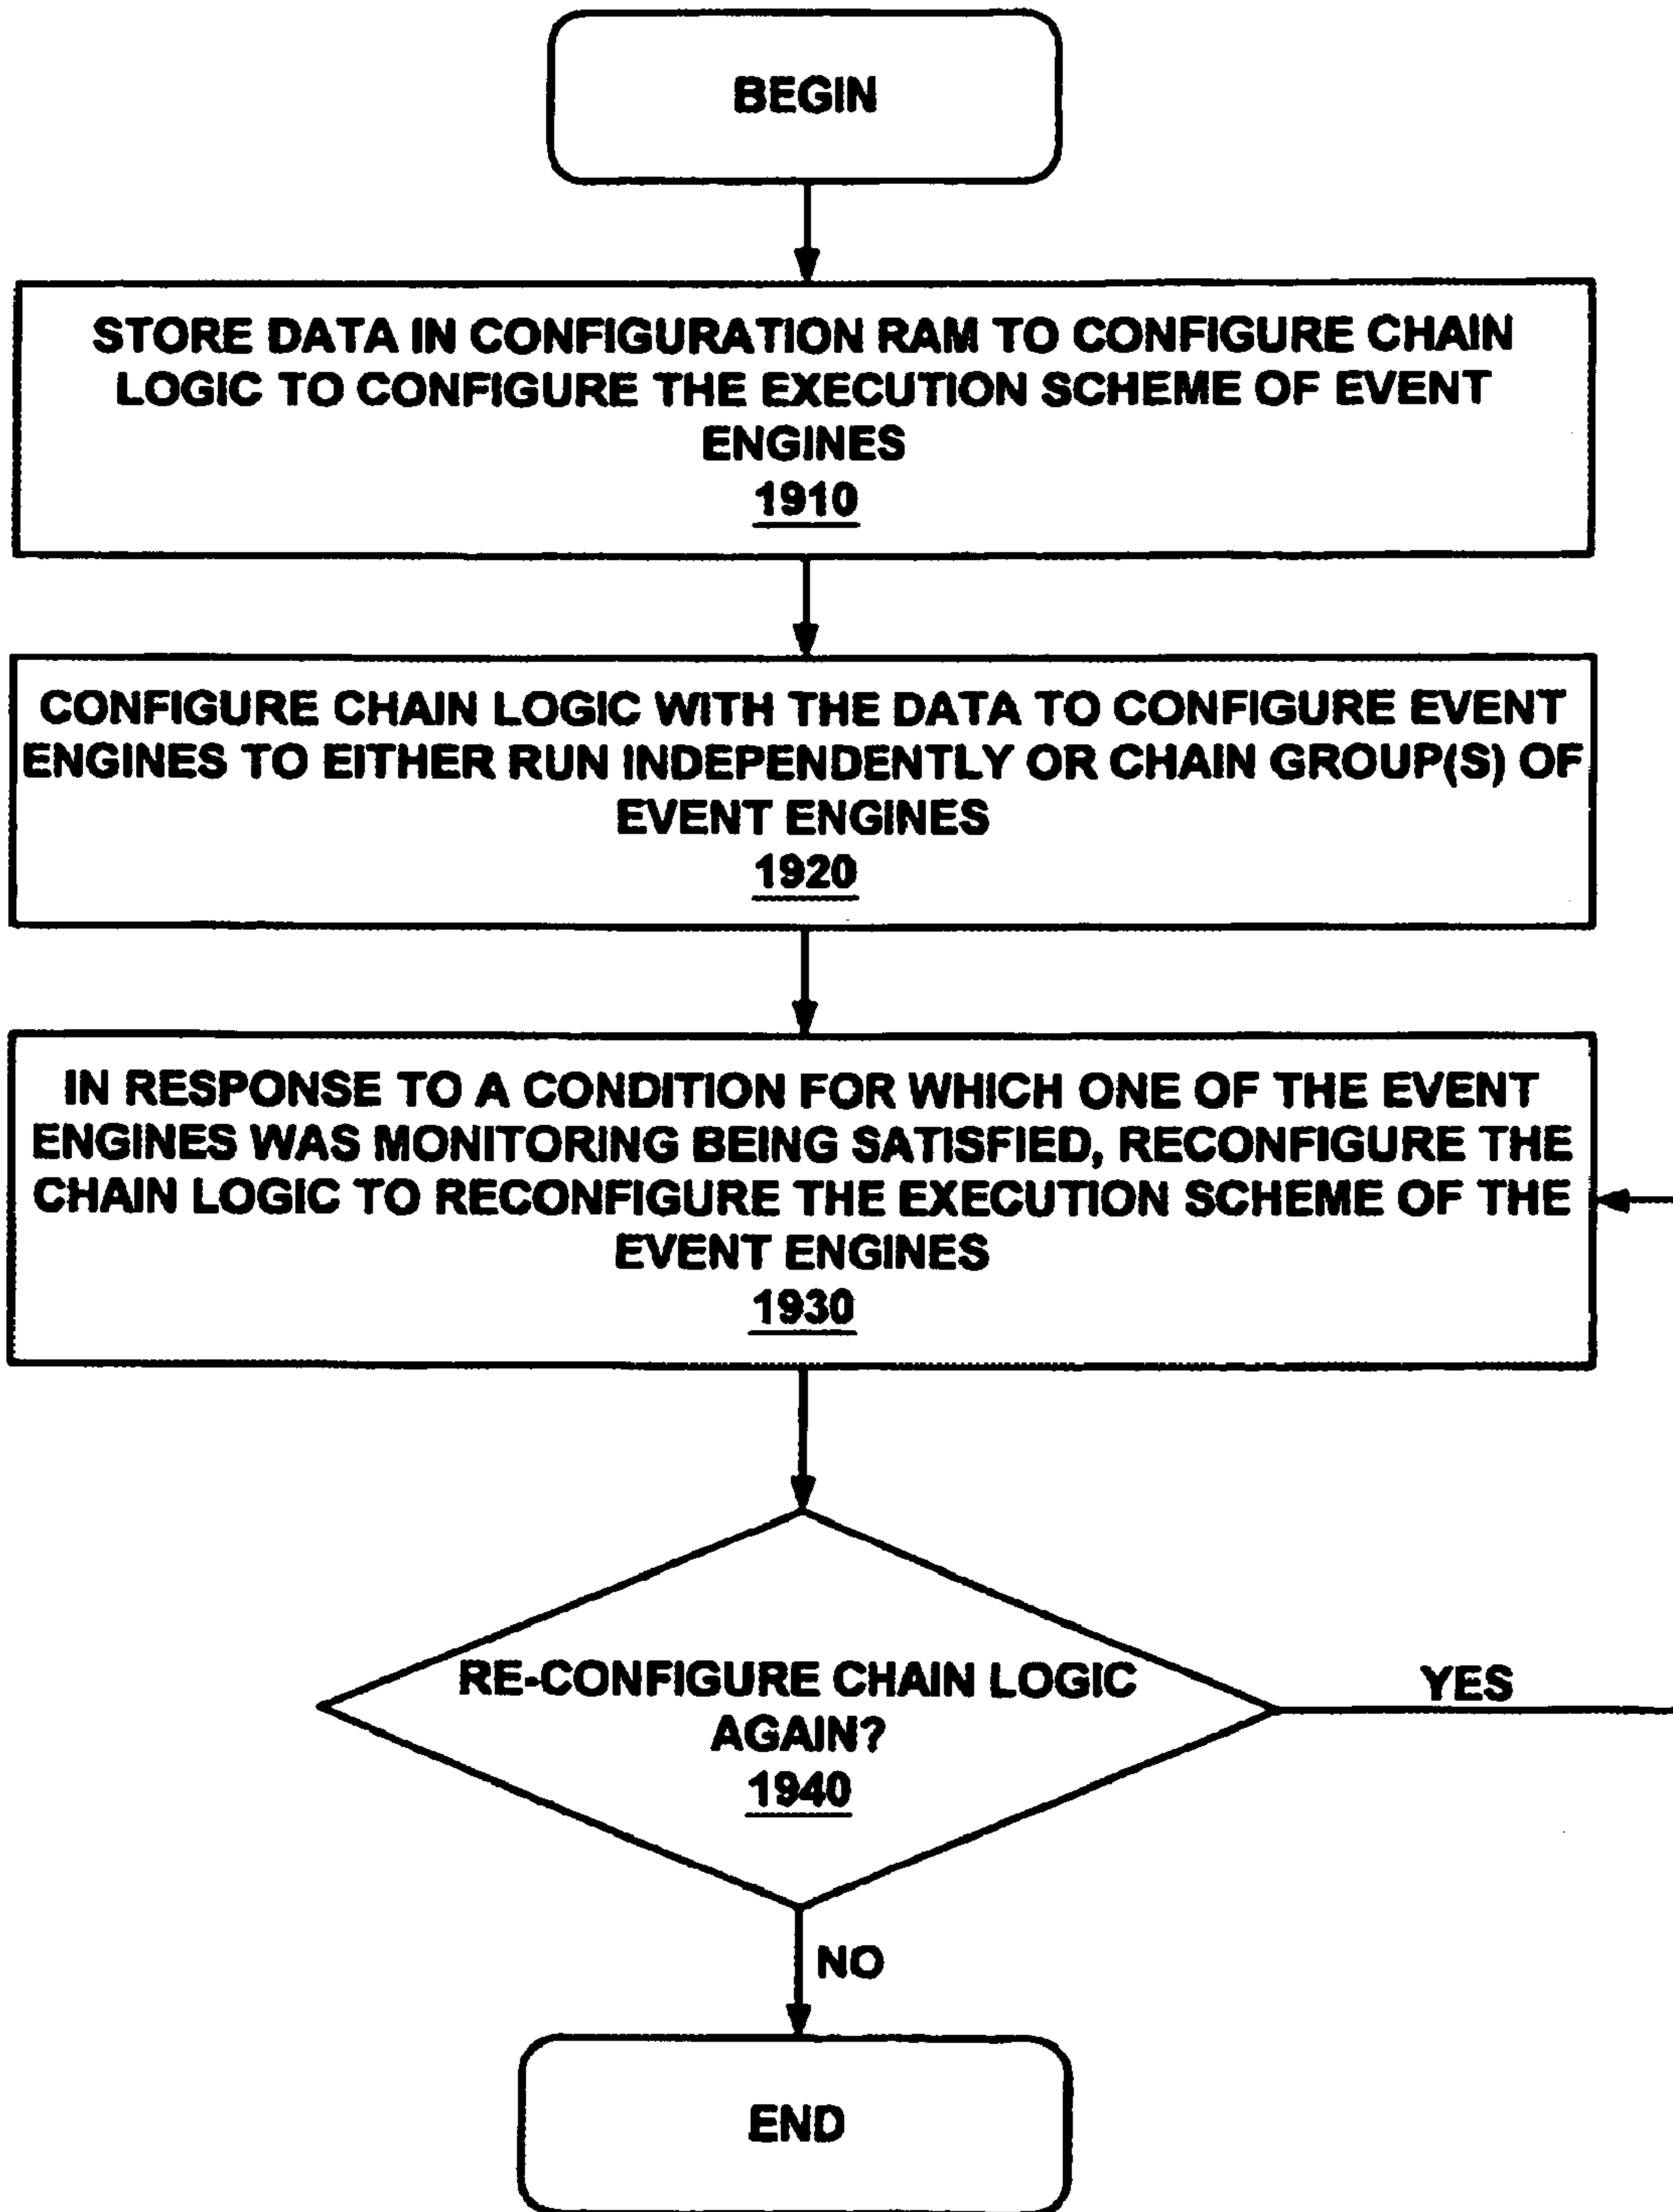 BEGIN
STORE DATA IN CONFIGURATION RAM TO CONFIGURE CHAIN
LOGIC TO CONFIGURE THE EXECUTION SCHEME OF EVENT
ENGINES
1910
CONFIGURE CHAIN LOGIC WITH THE DATA TO CONFIGURE EVENT
ENGINES TO EITHER RUN INDEPENDENTLY OR CHAIN GROUP(S) OF
EVENT ENGINES
1920
IN RESPONSE TO A CONDITION FOR WHICH ONE OF THE EVENT
ENGINES WAS MONITORING BEING SATISFIED, RECONFIGURE THE
CHAIN LOGIC TO RECONFIGURE THE EXECUTION SCHEME OF THE
EVENT ENGINES
1930
RE-CONFIGURE CHAIN LOGIC
AGAIN?
1940
YES
NO
END